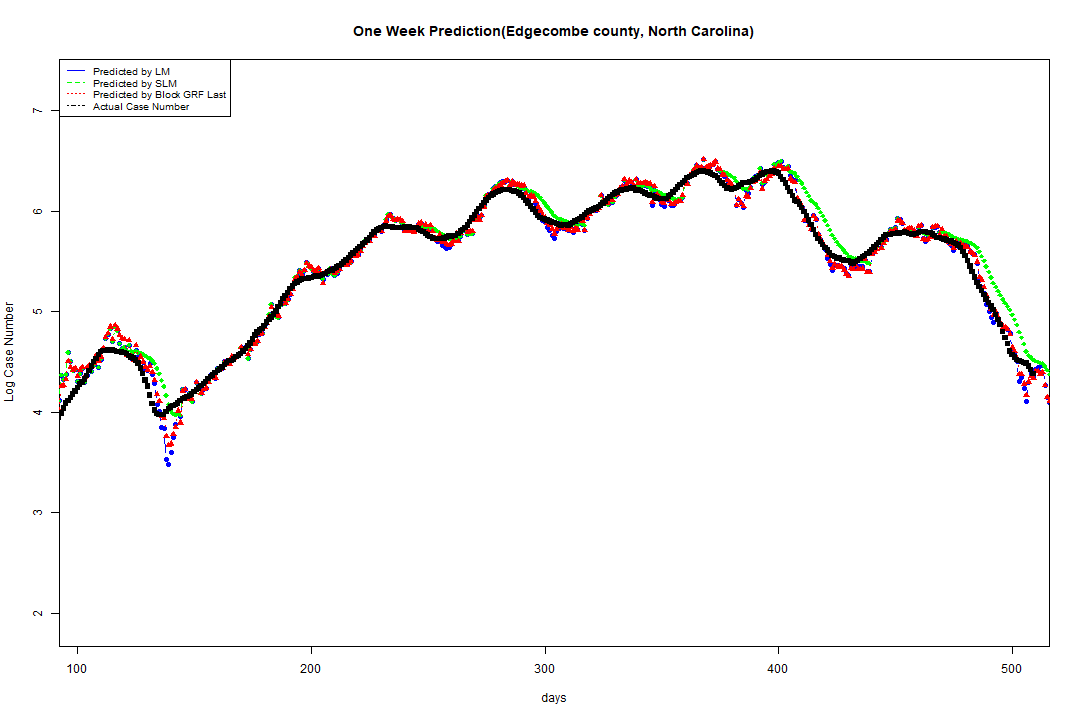 One Week Prediction(Edgecombe county, North Carolina)
Predicted by LM
Predicted by SLM
Predicted by Block GRF Last
Actual Case Number
Log Case Number
7
6
5
4
3
2
100 200 300 400 500
days